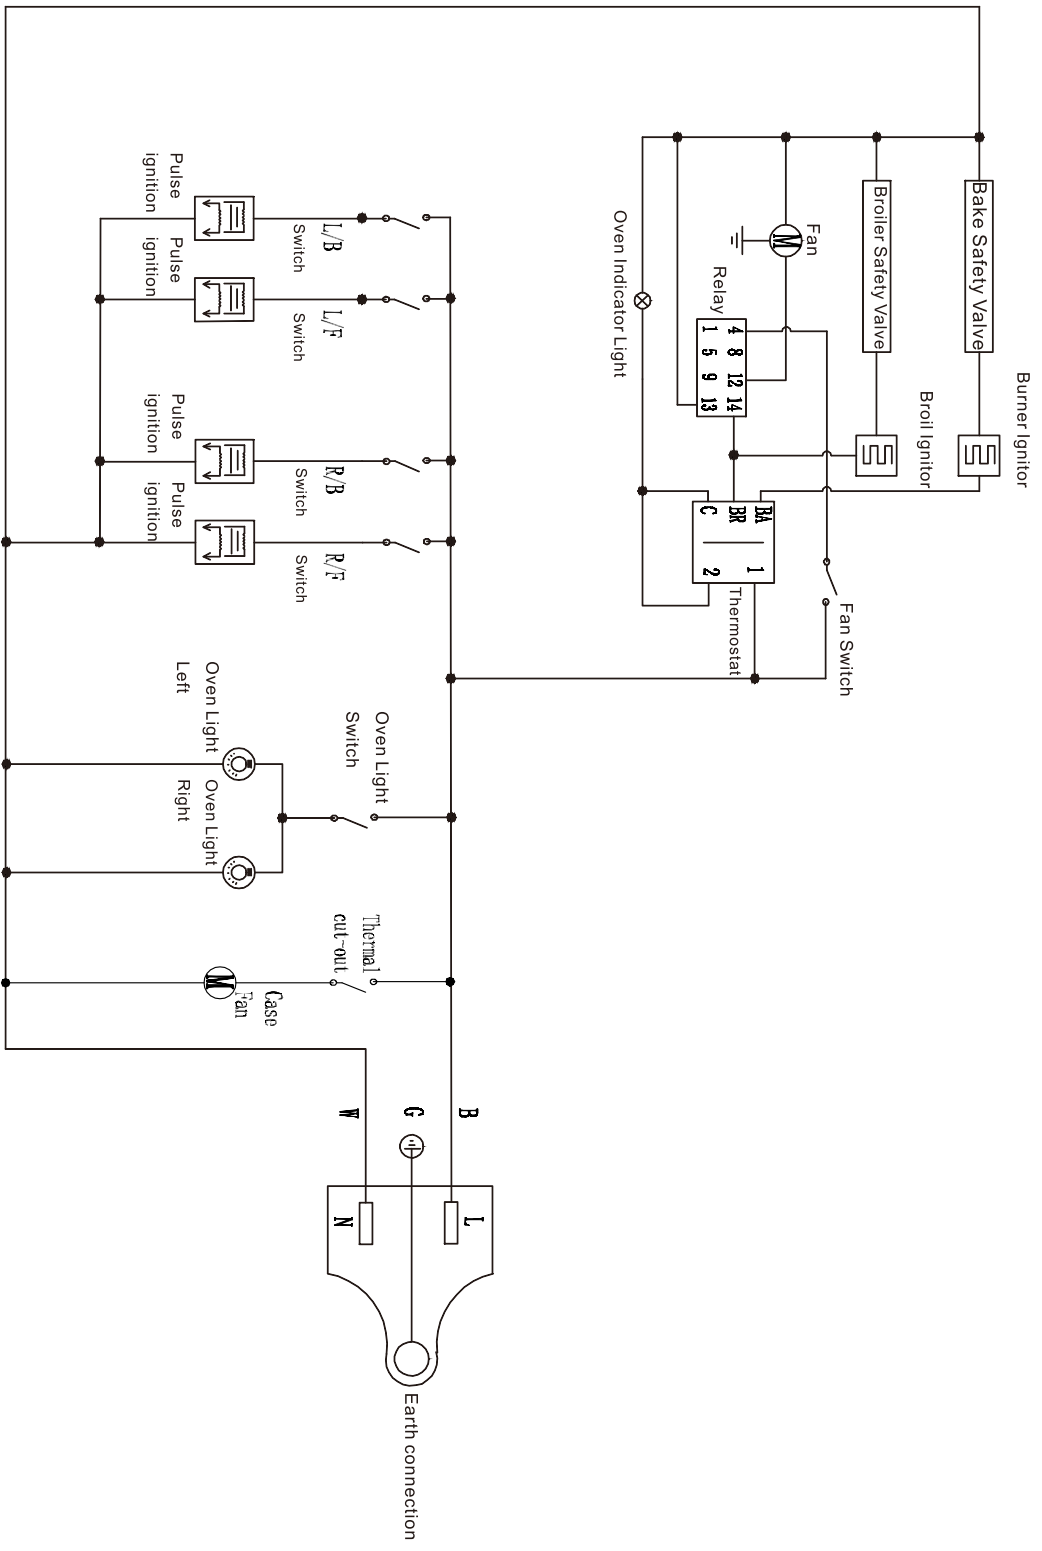 Burner Ignitor
Bake Safety Valve
Broil Ignitor
Broiler Safety Valve
Fan Switch
Fan
M
Relay
4 8 12 14
1 5 9 13
BA
BR
C
1
2
Thermostat
Oven Indicator Light
L/B
Switch
L/F
Switch
R/B
Switch
R/F
Switch
Pulse
ignition
Pulse
ignition
Pulse
ignition
Pulse
ignition
Oven Light
Switch
Oven Light
Left
Oven Light
Right
Thermal
cut~out
Case
Fan
M
B
G
W
L
N
Earth connection